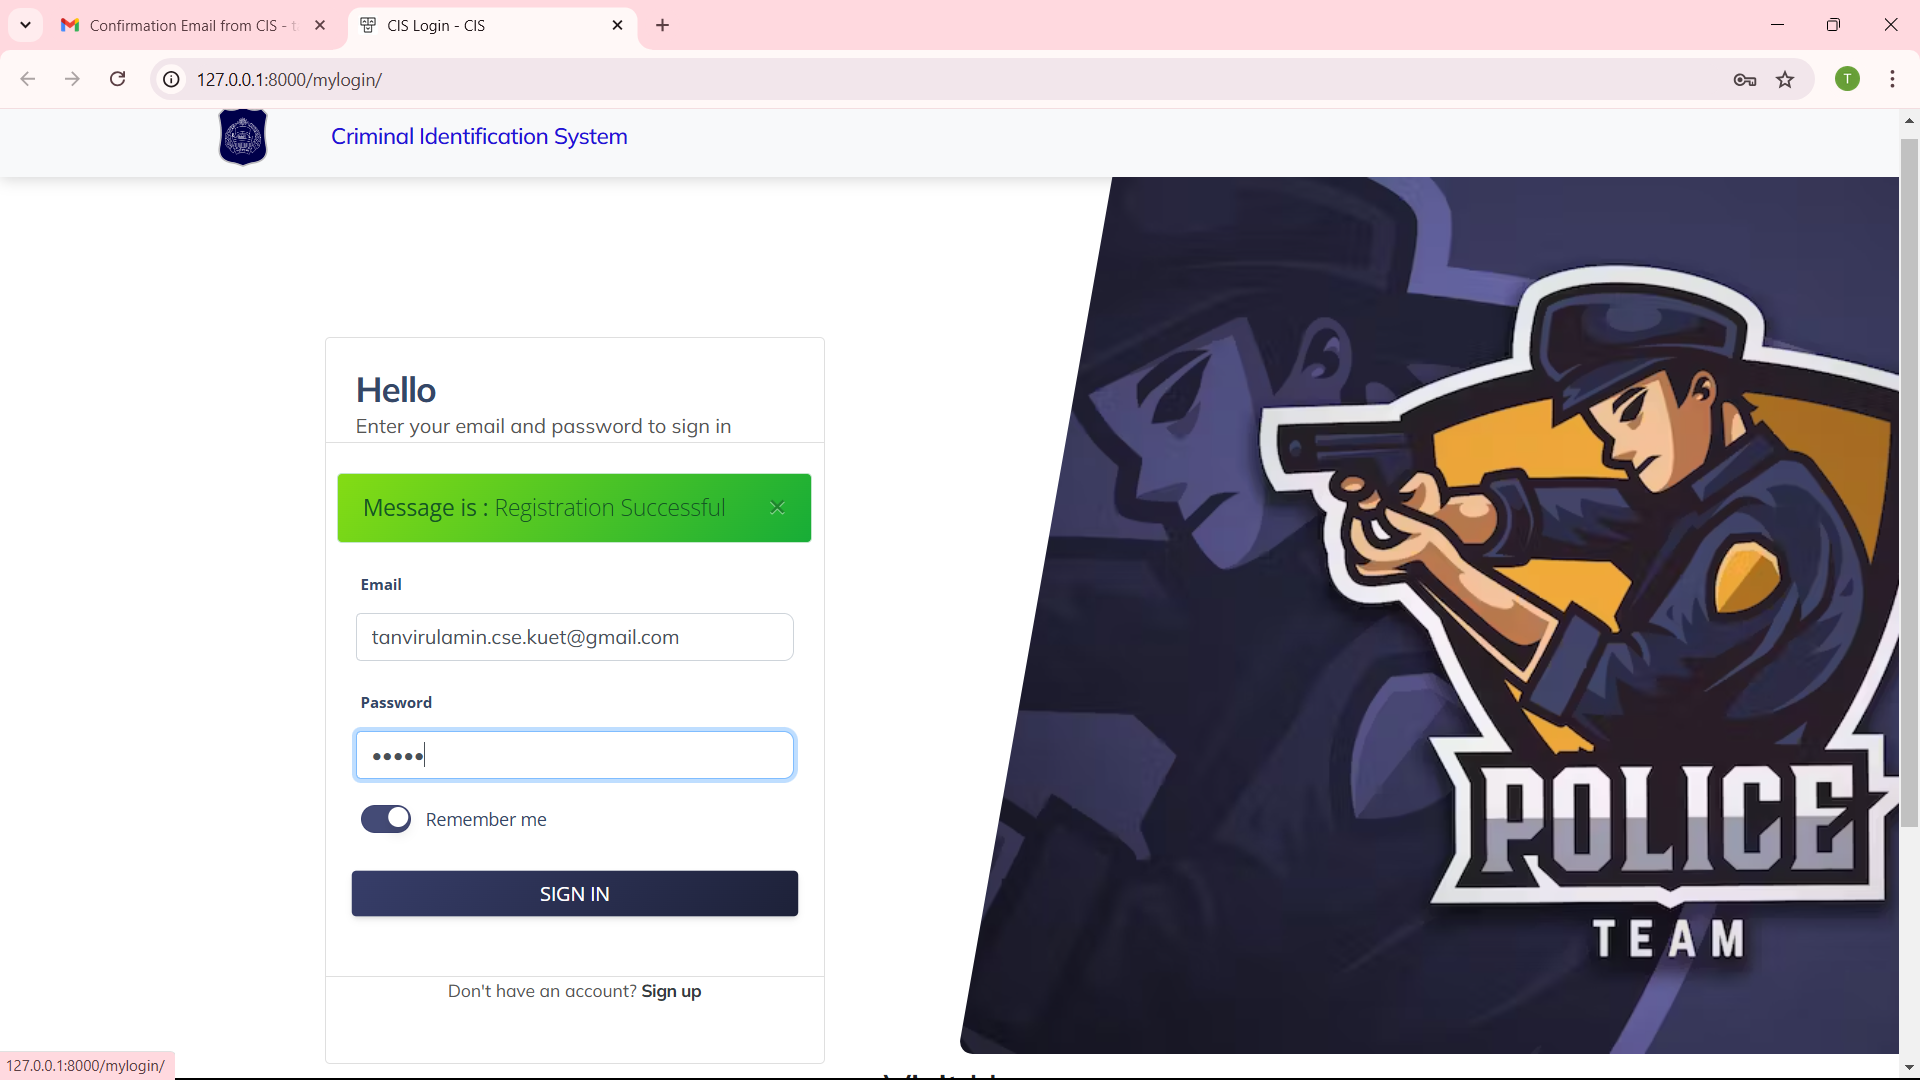 Confirmation Email from CIS - t
CIS Login - CIS
127.0.0.1:8000/mylogin/
T
Criminal Identification System
Hello
Enter your email and password to sign in
Message is : Registration Successful
Email
tanvirulamin.cse.kuet@gmail.com
Password
Remember me
SIGN IN
Don't have an account? Sign up
POLICE
TEAM
127.0.0.1:8000/mylogin/